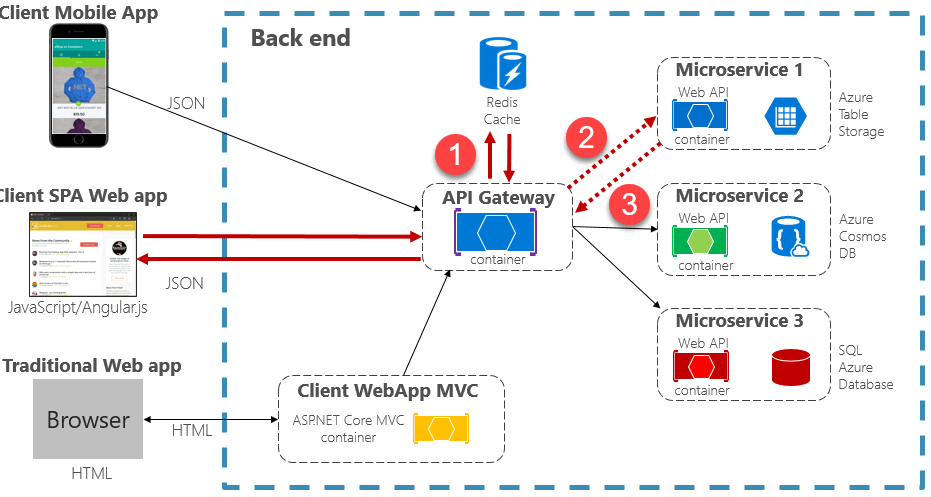 Client Mobile App
JSON
Client SPA Web app
JSON
JavaScript/Angular.js
Traditional Web app
Browser
HTML
HTML
Back end
Redis
Cache
1
2
3
API Gateway
container
Client WebApp MVC
ASP.NET Core MVC
container
Microservice 1
Web API
container
Azure
Table
Storage
Microservice 2
Web API
container
Azure
Cosmos
DB
Microservice 3
Web API
container
SQL
Azure
Database